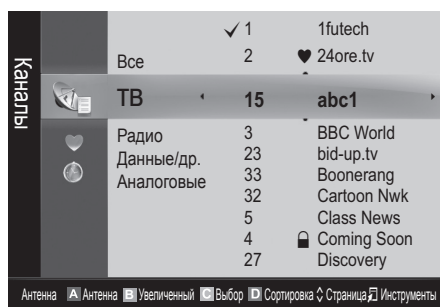 Каналы
✓ 1 1futech
Все 2 ♥ 24ore.tv
ТВ 15 abc1
Радио 3 BBC World
Данные/др. 23 bid-up.tv
Аналоговые 33 Boonerang
32 Cartoon Nwk
5 Class News
4 Coming Soon
27 Discovery
Антенна A Антенна B Увеличенный C Выбор D Сортировка Страница Инструменты